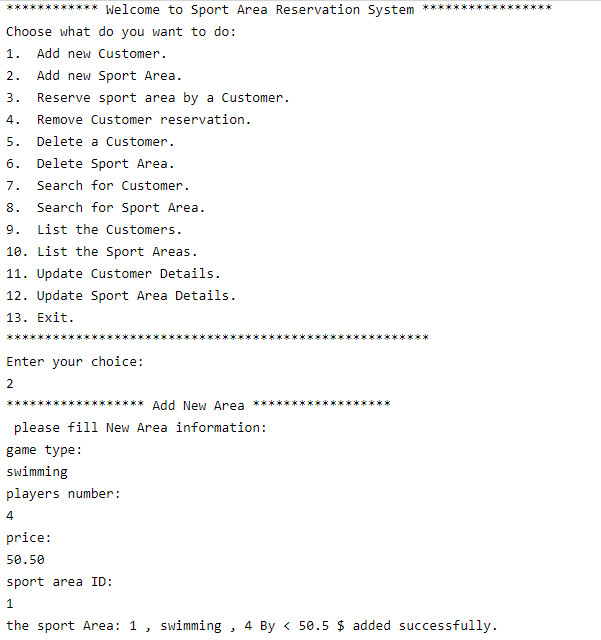 ************ Welcome to Sport Area Reservation System *****************
Choose what do you want to do:
1.  Add new Customer.
2.  Add new Sport Area.
3.  Reserve sport area by a Customer.
4.  Remove Customer reservation.
5.  Delete a Customer.
6.  Delete Sport Area.
7.  Search for Customer.
8.  Search for Sport Area.
9.  List the Customers.
10. List the Sport Areas.
11. Update Customer Details.
12. Update Sport Area Details.
13. Exit.
*******************************************************
Enter your choice:
2
****************** Add New Area ******************
 please fill New Area information:
game type:
swimming
players number:
4
price:
50.50
sport area ID:
1
the sport Area: 1 , swimming , 4 By < 50.5 $ added successfully.